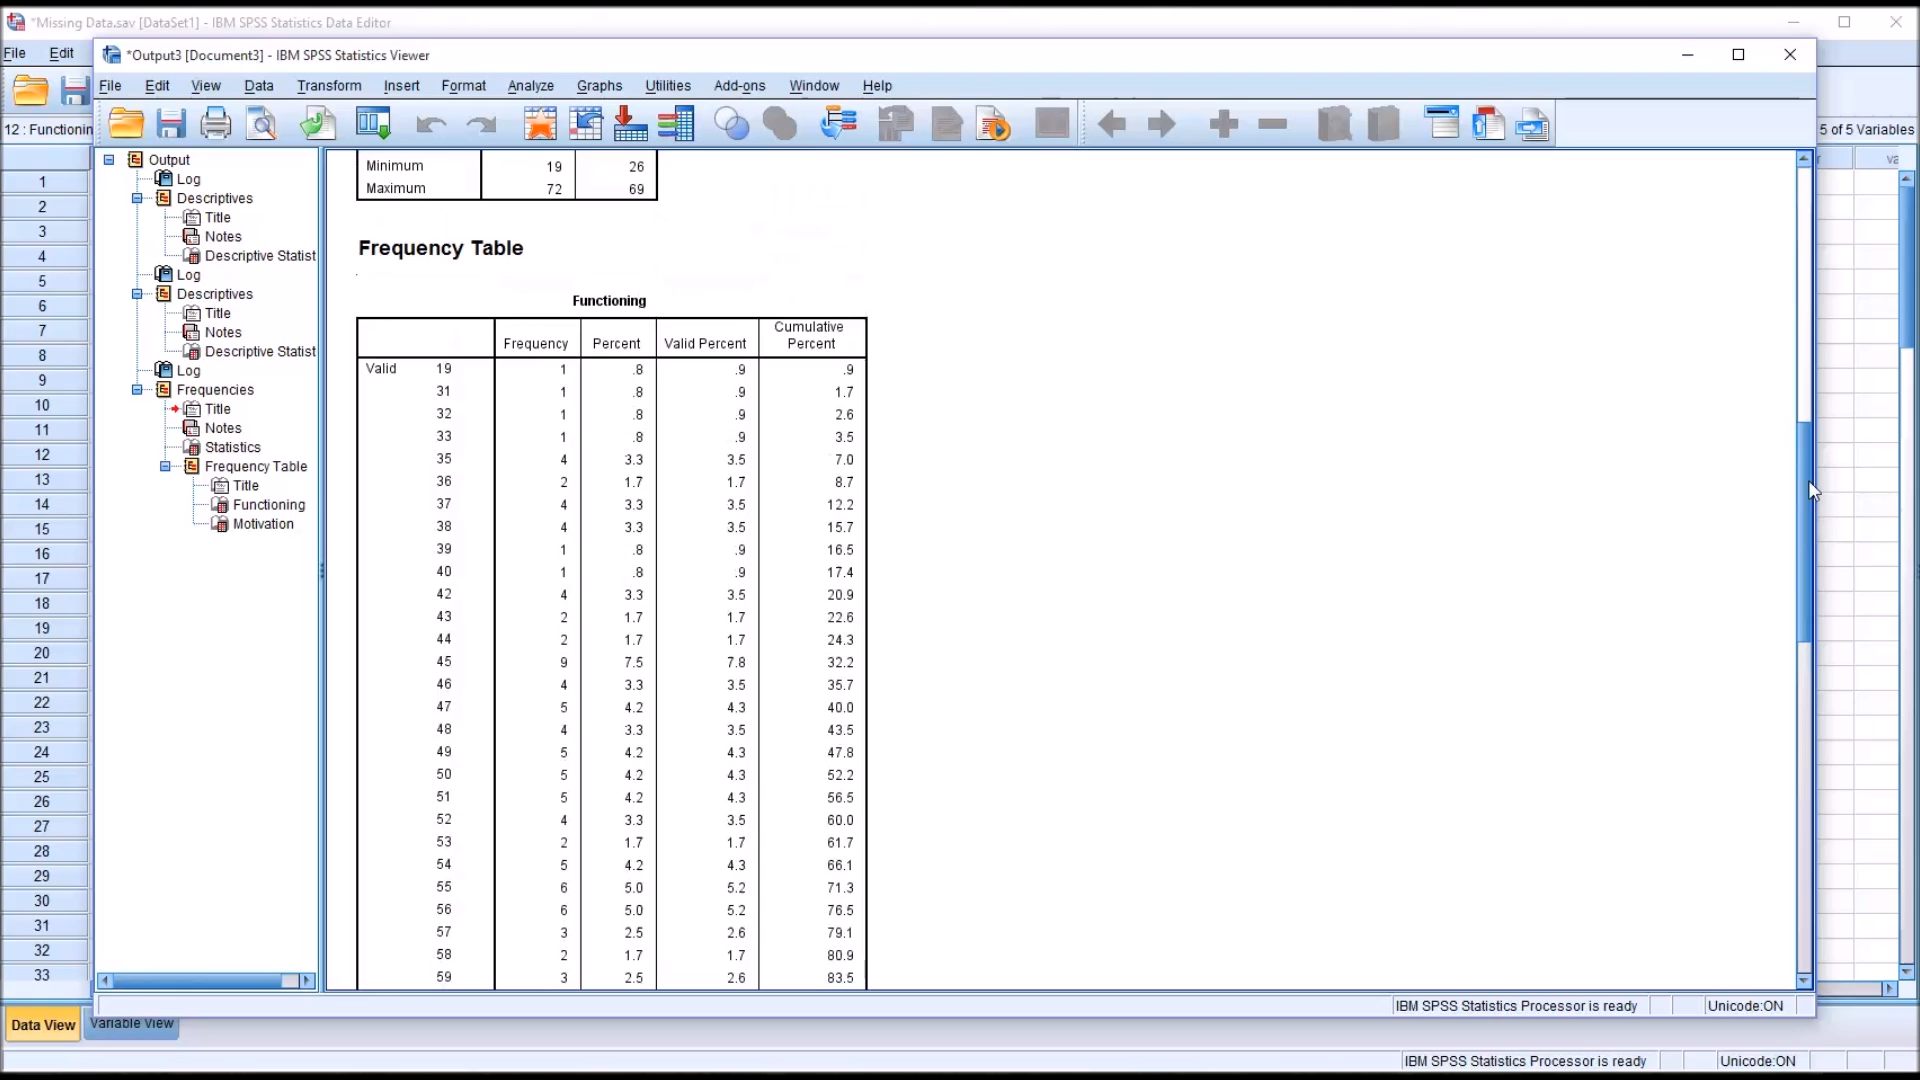 *Missing Data.sav [DataSet1] - IBM SPSS Statistics Data Editor
File Edit
*Output3 [Document3] - IBM SPSS Statistics Viewer
File Edit View Data Transform Insert Format Analyze Graphs Utilities Add-ons Window Help
12 : Functionin
5 of 5 Variables
va
1
2
3
4
5
6
7
8
9
10
11
12
13
14
15
16
17
18
19
20
21
22
23
24
25
26
27
28
29
30
31
32
33
Output
Log
Descriptives
Title
Notes
Descriptive Statist
Log
Descriptives
Title
Notes
Descriptive Statist
Log
Frequencies
Title
Notes
Statistics
Frequency Table
Title
Functioning
Motivation
Minimum 19 26
Maximum 72 69
Frequency Table
Functioning
Frequency Percent Valid Percent Cumulative Percent
Valid 19 1 .8 .9 .9
31 1 .8 .9 1.7
32 1 .8 .9 2.6
33 1 .8 .9 3.5
35 4 3.3 3.5 7.0
36 2 1.7 1.7 8.7
37 4 3.3 3.5 12.2
38 4 3.3 3.5 15.7
39 1 .8 .9 16.5
40 1 .8 .9 17.4
42 4 3.3 3.5 20.9
43 2 1.7 1.7 22.6
44 2 1.7 1.7 24.3
45 9 7.5 7.8 32.2
46 4 3.3 3.5 35.7
47 5 4.2 4.3 40.0
48 4 3.3 3.5 43.5
49 5 4.2 4.3 47.8
50 5 4.2 4.3 52.2
51 5 4.2 4.3 56.5
52 4 3.3 3.5 60.0
53 2 1.7 1.7 61.7
54 5 4.2 4.3 66.1
55 6 5.0 5.2 71.3
56 6 5.0 5.2 76.5
57 3 2.5 2.6 79.1
58 2 1.7 1.7 80.9
59 3 2.5 2.6 83.5
IBM SPSS Statistics Processor is ready Unicode:ON
Data View Variable View
IBM SPSS Statistics Processor is ready Unicode:ON